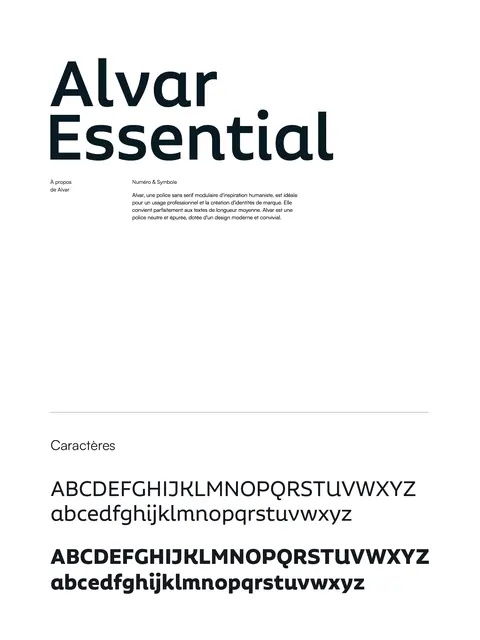 Alvar
Essential
À propos
de Alvar
Numéro & Symbole
Alvar, une police sans serif modulaire d'inspiration humaniste, est idéale
pour un usage professionnel et la création d'identités de marque. Elle
convient parfaitement aux textes de longueur moyenne. Alvar est une
police neutre et épurée, dotée d'un design moderne et convivial.
Caractères
ABCDEFGHIJKLMNOPQRSTUVWXYZ
abcedfghijklmnopqrstuvwxyz
ABCDEFGHIJKLMNOPQRSTUVWXYZ
abcedfghijklmnopqrstuvwxyz